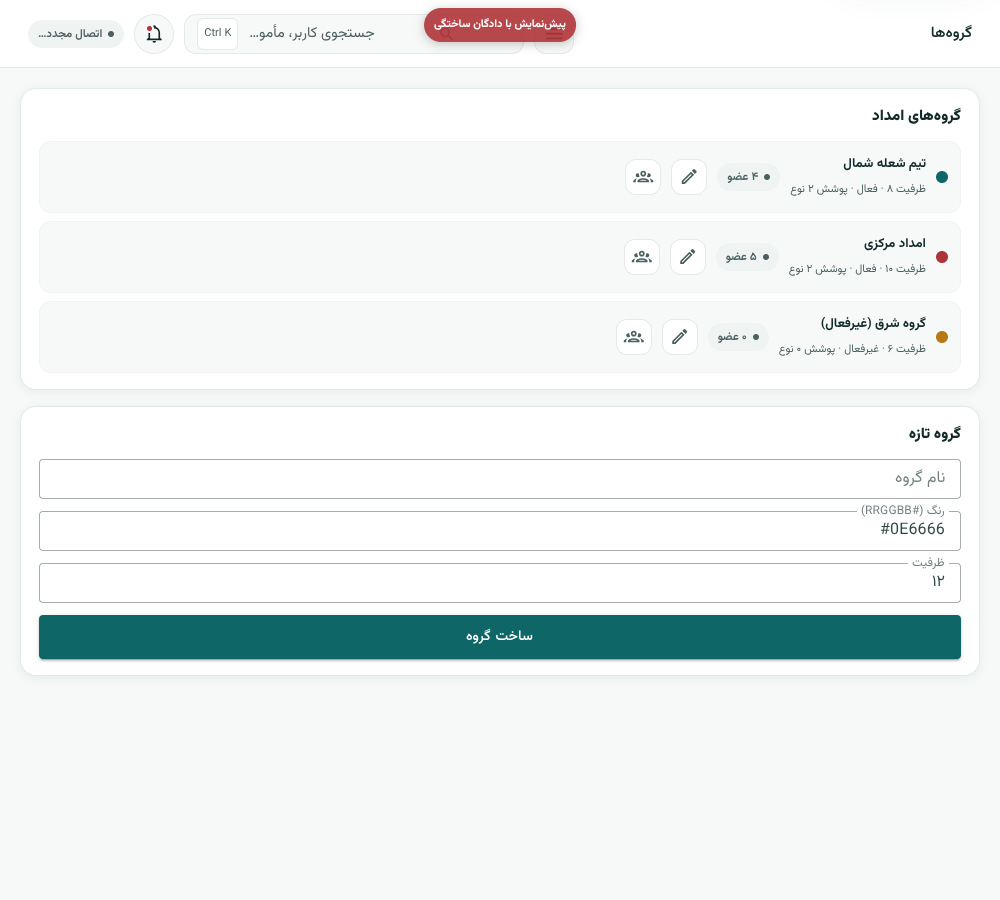 گروه‌ها
پیش‌نمایش با دادگان ساختگی
جستجوی کاربر، مأمو...
Ctrl K
اتصال مجدد...
گروه‌های امداد
تیم شعله شمال
ظرفیت ۸ · فعال · پوشش ۲ نوع
۴ عضو
امداد مرکزی
ظرفیت ۱۰ · فعال · پوشش ۲ نوع
۵ عضو
گروه شرق (غیرفعال)
ظرفیت ۶ · غیرفعال · پوشش ۰ نوع
۰ عضو
گروه تازه
نام گروه
رنگ (#RRGGBB)
#0E6666
ظرفیت
۱۲
ساخت گروه